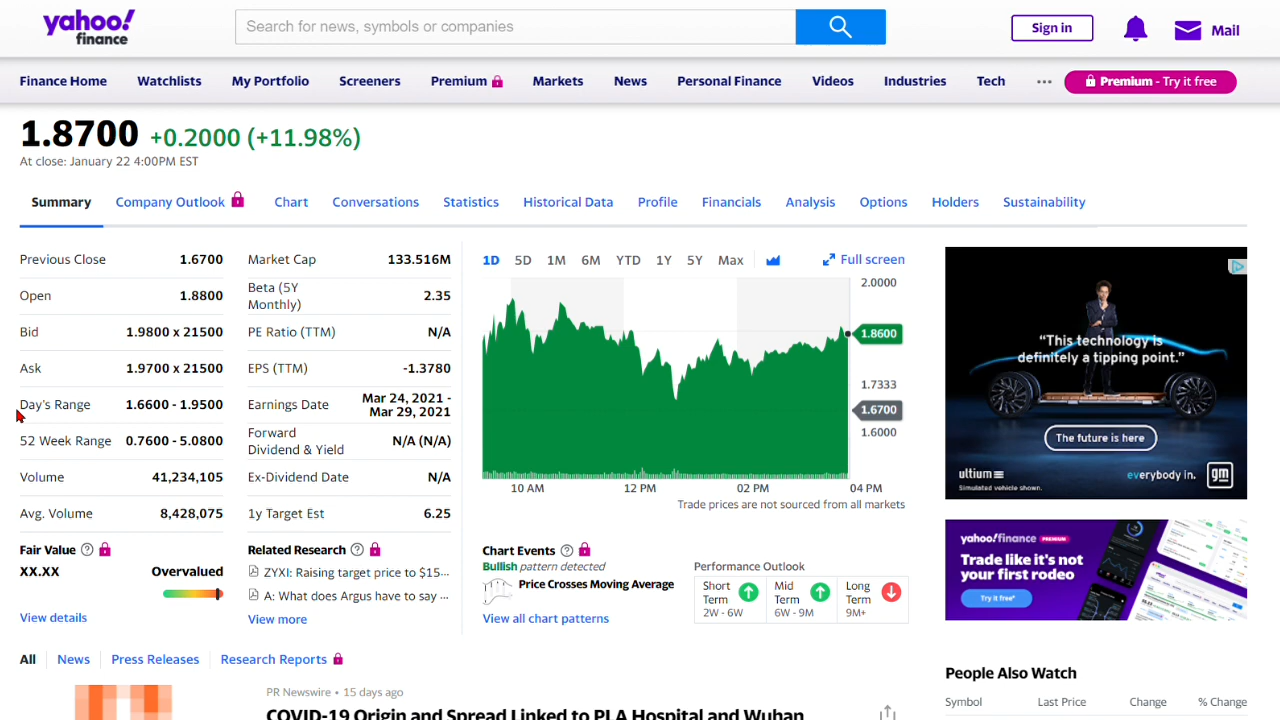 yahoo!
finance
Search for news, symbols or companies
Sign in
Mail
Finance Home
Watchlists
My Portfolio
Screeners
Premium
Markets
News
Personal Finance
Videos
Industries
Tech
Premium - Try it free
1.8700 +0.2000 (+11.98%)
At close: January 22 4:00PM EST
Summary
Company Outlook
Chart
Conversations
Statistics
Historical Data
Profile
Financials
Analysis
Options
Holders
Sustainability
Previous Close 1.6700
Open 1.8800
Bid 1.9800 x 21500
Ask 1.9700 x 21500
Day's Range 1.6600 - 1.9500
52 Week Range 0.7600 - 5.0800
Volume 41,234,105
Avg. Volume 8,428,075
Market Cap 133.516M
Beta (5Y
Monthly) 2.35
PE Ratio (TTM) N/A
EPS (TTM) -1.3780
Earnings Date Mar 24, 2021 -
Mar 29, 2021
Forward
Dividend & Yield N/A (N/A)
Ex-Dividend Date N/A
1y Target Est 6.25
Fair Value
XX.XX Overvalued
View details
Related Research
ZYXI: Raising target price to $15...
A: What does Argus have to say ...
View more
1D 5D 1M 6M YTD 1Y 5Y Max
Full screen
2.0000
1.8600
1.7333
1.6700
1.6000
10 AM 12 PM 02 PM 04 PM
Trade prices are not sourced from all markets
Chart Events
Bullish pattern detected
Price Crosses Moving Average
View all chart patterns
Performance Outlook
Short
Term
2W - 6W
Mid
Term
6W - 9M
Long
Term
9M+
"This technology is
definitely a tipping point."
The future is here
ultium
Simulated vehicle shown.
everybody in.
gm
yahoo!finance PREMIUM
Trade like it's not
your first rodeo
Try it free*
All
News
Press Releases
Research Reports
PR Newswire • 15 days ago
COVID-19 Origin and Spread Linked to PLA Hospital and Wuhan
People Also Watch
Symbol Last Price Change % Change